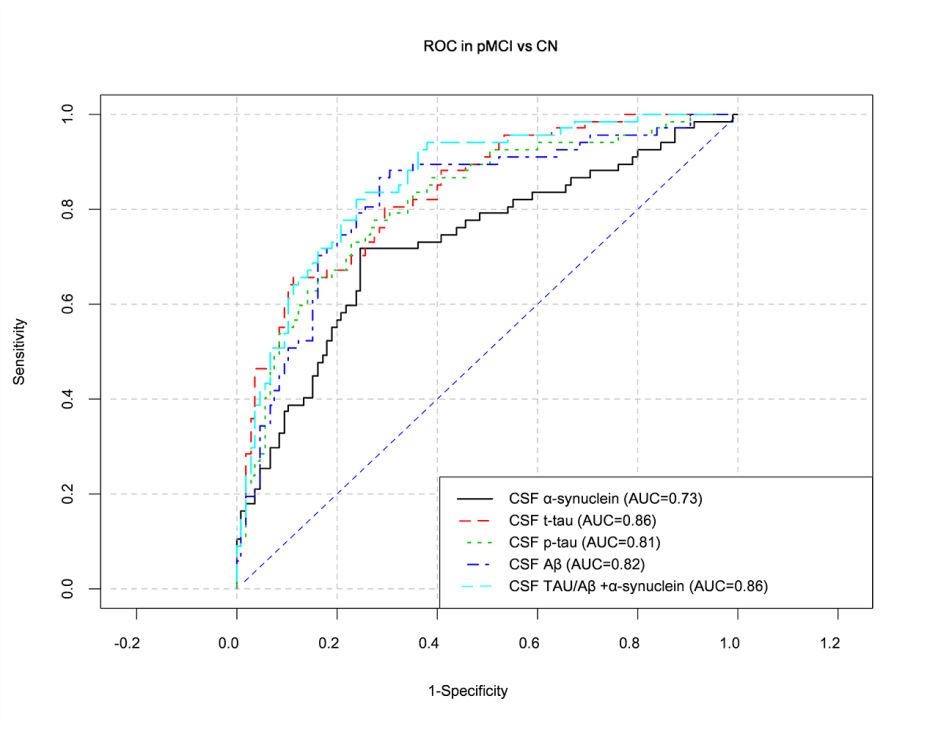 ROC in pMCI vs CN
Sensitivity
1.0
0.8
0.6
0.4
0.2
0.0
CSF α-synuclein (AUC=0.73)
CSF t-tau (AUC=0.86)
CSF p-tau (AUC=0.81)
CSF Aβ (AUC=0.82)
CSF TAU/Aβ +α-synuclein (AUC=0.86)
-0.2 0.0 0.2 0.4 0.6 0.8 1.0 1.2
1-Specificity